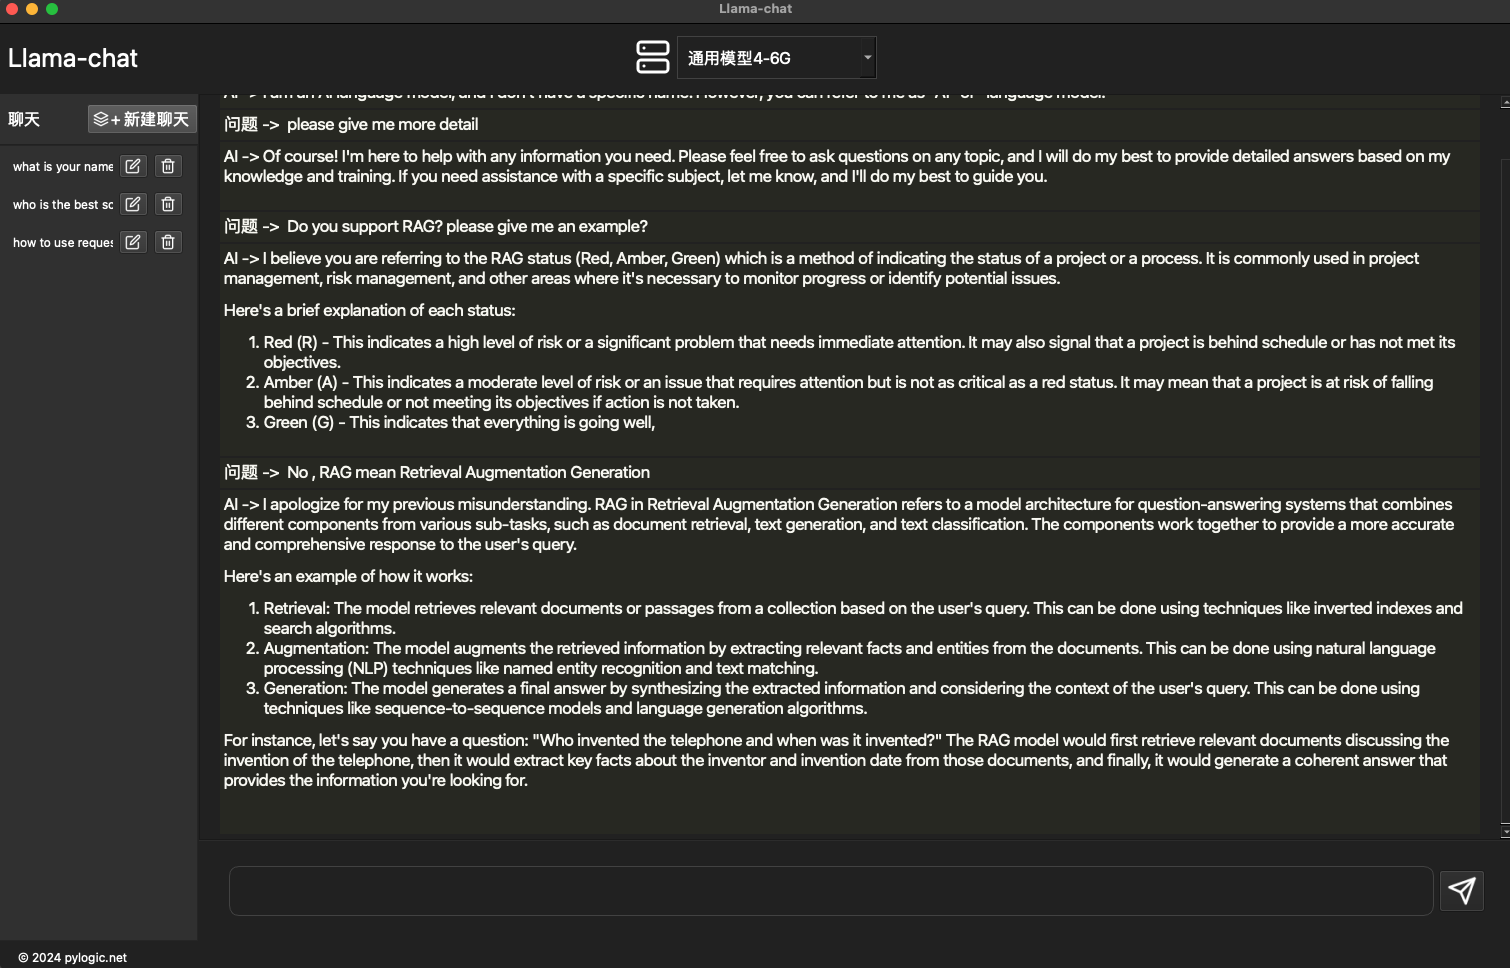 Llama-chat
Llama-chat
通用模型4-6G
聊天
+ 新建聊天
what is your name
who is the best sc
how to use reques
AI -> I am an AI language model, and I don't have a specific name. However, you can refer to me as "AI" or "language model."
问题 -> please give me more detail
AI -> Of course! I'm here to help with any information you need. Please feel free to ask questions on any topic, and I will do my best to provide detailed answers based on my
knowledge and training. If you need assistance with a specific subject, let me know, and I'll do my best to guide you.
问题 -> Do you support RAG? please give me an example?
AI -> I believe you are referring to the RAG status (Red, Amber, Green) which is a method of indicating the status of a project or a process. It is commonly used in project
management, risk management, and other areas where it's necessary to monitor progress or identify potential issues.
Here's a brief explanation of each status:
1. Red (R) - This indicates a high level of risk or a significant problem that needs immediate attention. It may also signal that a project is behind schedule or has not met its
objectives.
2. Amber (A) - This indicates a moderate level of risk or an issue that requires attention but is not as critical as a red status. It may mean that a project is at risk of falling
behind schedule or not meeting its objectives if action is not taken.
3. Green (G) - This indicates that everything is going well,
问题 -> No , RAG mean Retrieval Augmentation Generation
AI -> I apologize for my previous misunderstanding. RAG in Retrieval Augmentation Generation refers to a model architecture for question-answering systems that combines
different components from various sub-tasks, such as document retrieval, text generation, and text classification. The components work together to provide a more accurate
and comprehensive response to the user's query.
Here's an example of how it works:
1. Retrieval: The model retrieves relevant documents or passages from a collection based on the user's query. This can be done using techniques like inverted indexes and
search algorithms.
2. Augmentation: The model augments the retrieved information by extracting relevant facts and entities from the documents. This can be done using natural language
processing (NLP) techniques like named entity recognition and text matching.
3. Generation: The model generates a final answer by synthesizing the extracted information and considering the context of the user's query. This can be done using
techniques like sequence-to-sequence models and language generation algorithms.
For instance, let's say you have a question: "Who invented the telephone and when was it invented?" The RAG model would first retrieve relevant documents discussing the
invention of the telephone, then it would extract key facts about the inventor and invention date from those documents, and finally, it would generate a coherent answer that
provides the information you're looking for.
© 2024 pylogic.net